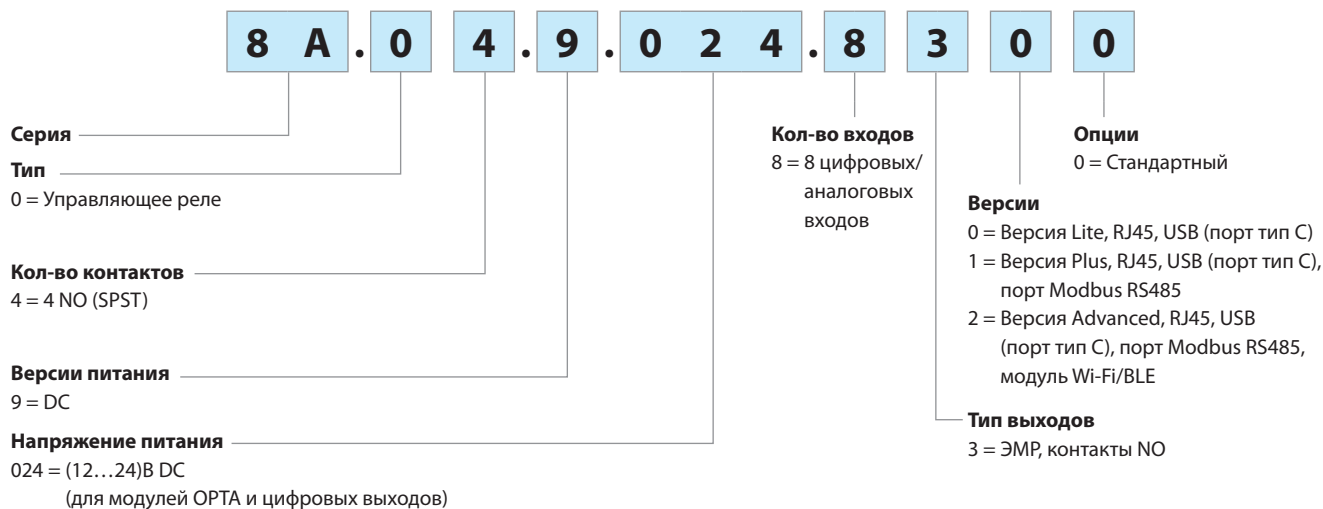 8 A . 0 4 . 9 . 0 2 4 . 8 3 0 0
Серия
Тип
0 = Управляющее реле
Кол-во контактов
4 = 4 NO (SPST)
Версии питания
9 = DC
Напряжение питания
024 = (12…24)В DC
(для модулей ОРТА и цифровых выходов)
Кол-во входов
8 = 8 цифровых/
аналоговых
входов
Опции
0 = Стандартный
Версии
0 = Версия Lite, RJ45, USB (порт тип C)
1 = Версия Plus, RJ45, USB (порт тип C),
порт Modbus RS485
2 = Версия Advanced, RJ45, USB
(порт тип C), порт Modbus RS485,
модуль Wi-Fi/BLE
Тип выходов
3 = ЭМР, контакты NO